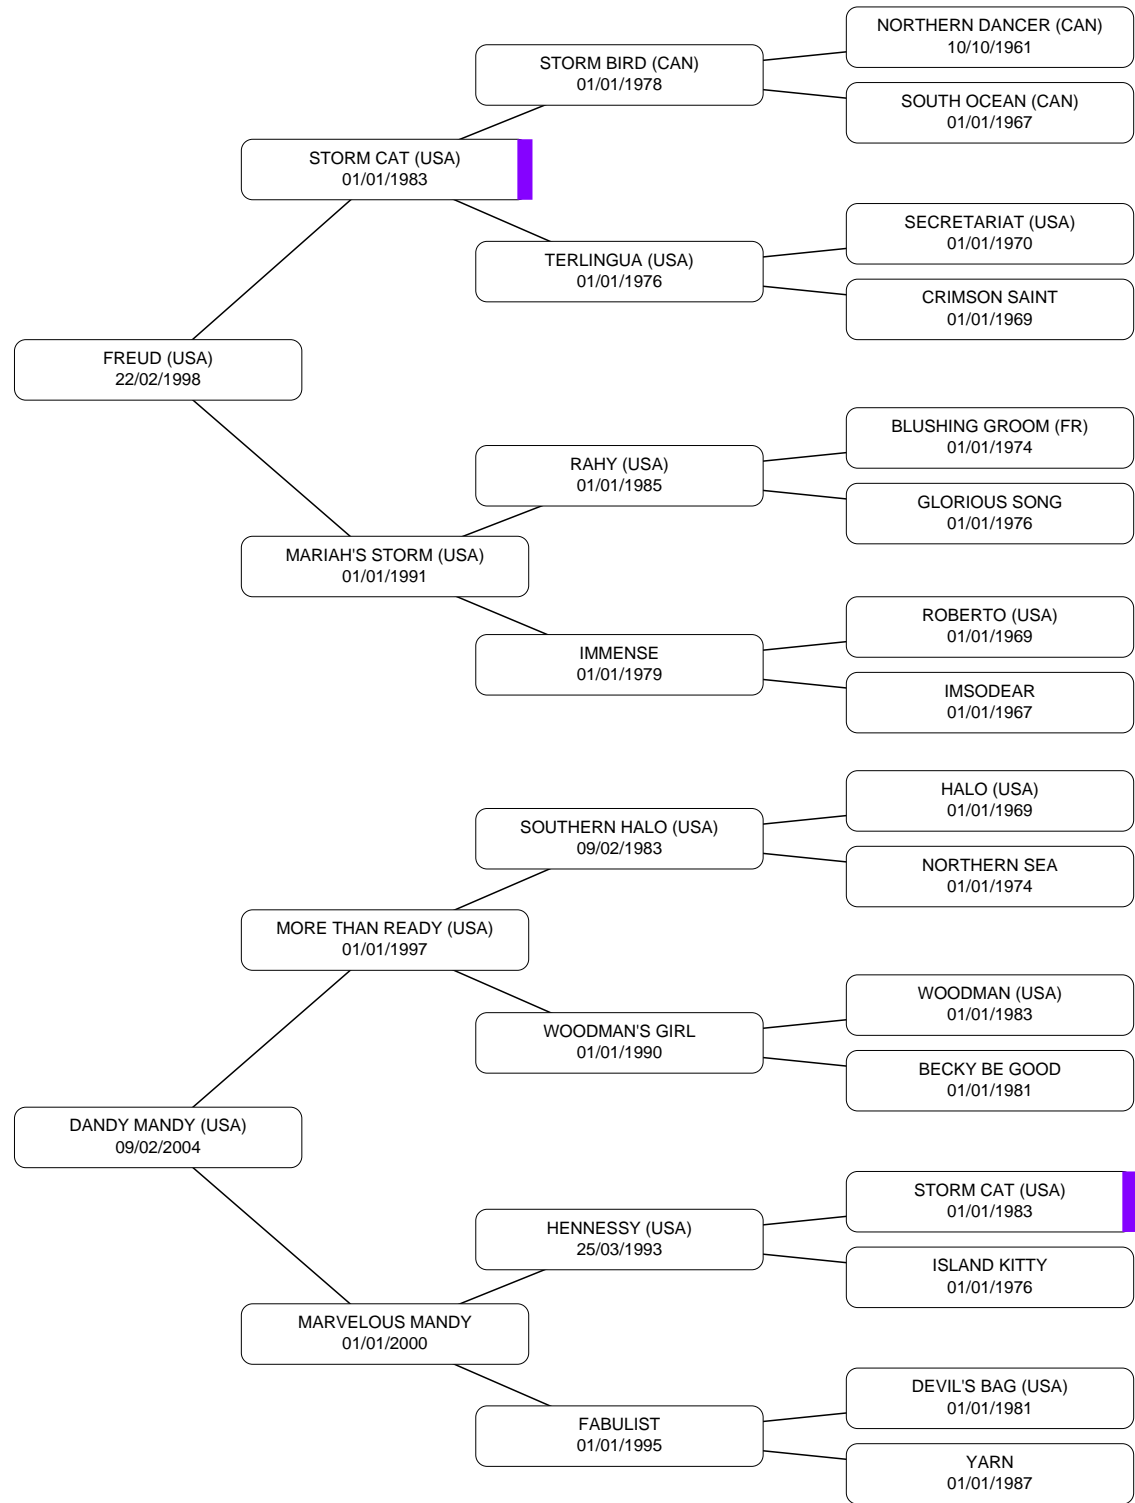 NORTHERN DANCER (CAN)
10/10/1961
STORM BIRD (CAN)
01/01/1978
SOUTH OCEAN (CAN)
01/01/1967
STORM CAT (USA)
01/01/1983
SECRETARIAT (USA)
01/01/1970
TERLINGUA (USA)
01/01/1976
CRIMSON SAINT
01/01/1969
FREUD (USA)
22/02/1998
BLUSHING GROOM (FR)
01/01/1974
RAHY (USA)
01/01/1985
GLORIOUS SONG
01/01/1976
MARIAH'S STORM (USA)
01/01/1991
ROBERTO (USA)
01/01/1969
IMMENSE
01/01/1979
IMSODEAR
01/01/1967
HALO (USA)
01/01/1969
SOUTHERN HALO (USA)
09/02/1983
NORTHERN SEA
01/01/1974
MORE THAN READY (USA)
01/01/1997
WOODMAN (USA)
01/01/1983
WOODMAN'S GIRL
01/01/1990
BECKY BE GOOD
01/01/1981
DANDY MANDY (USA)
09/02/2004
STORM CAT (USA)
01/01/1983
HENNESSY (USA)
25/03/1993
ISLAND KITTY
01/01/1976
MARVELOUS MANDY
01/01/2000
DEVIL'S BAG (USA)
01/01/1981
FABULIST
01/01/1995
YARN
01/01/1987